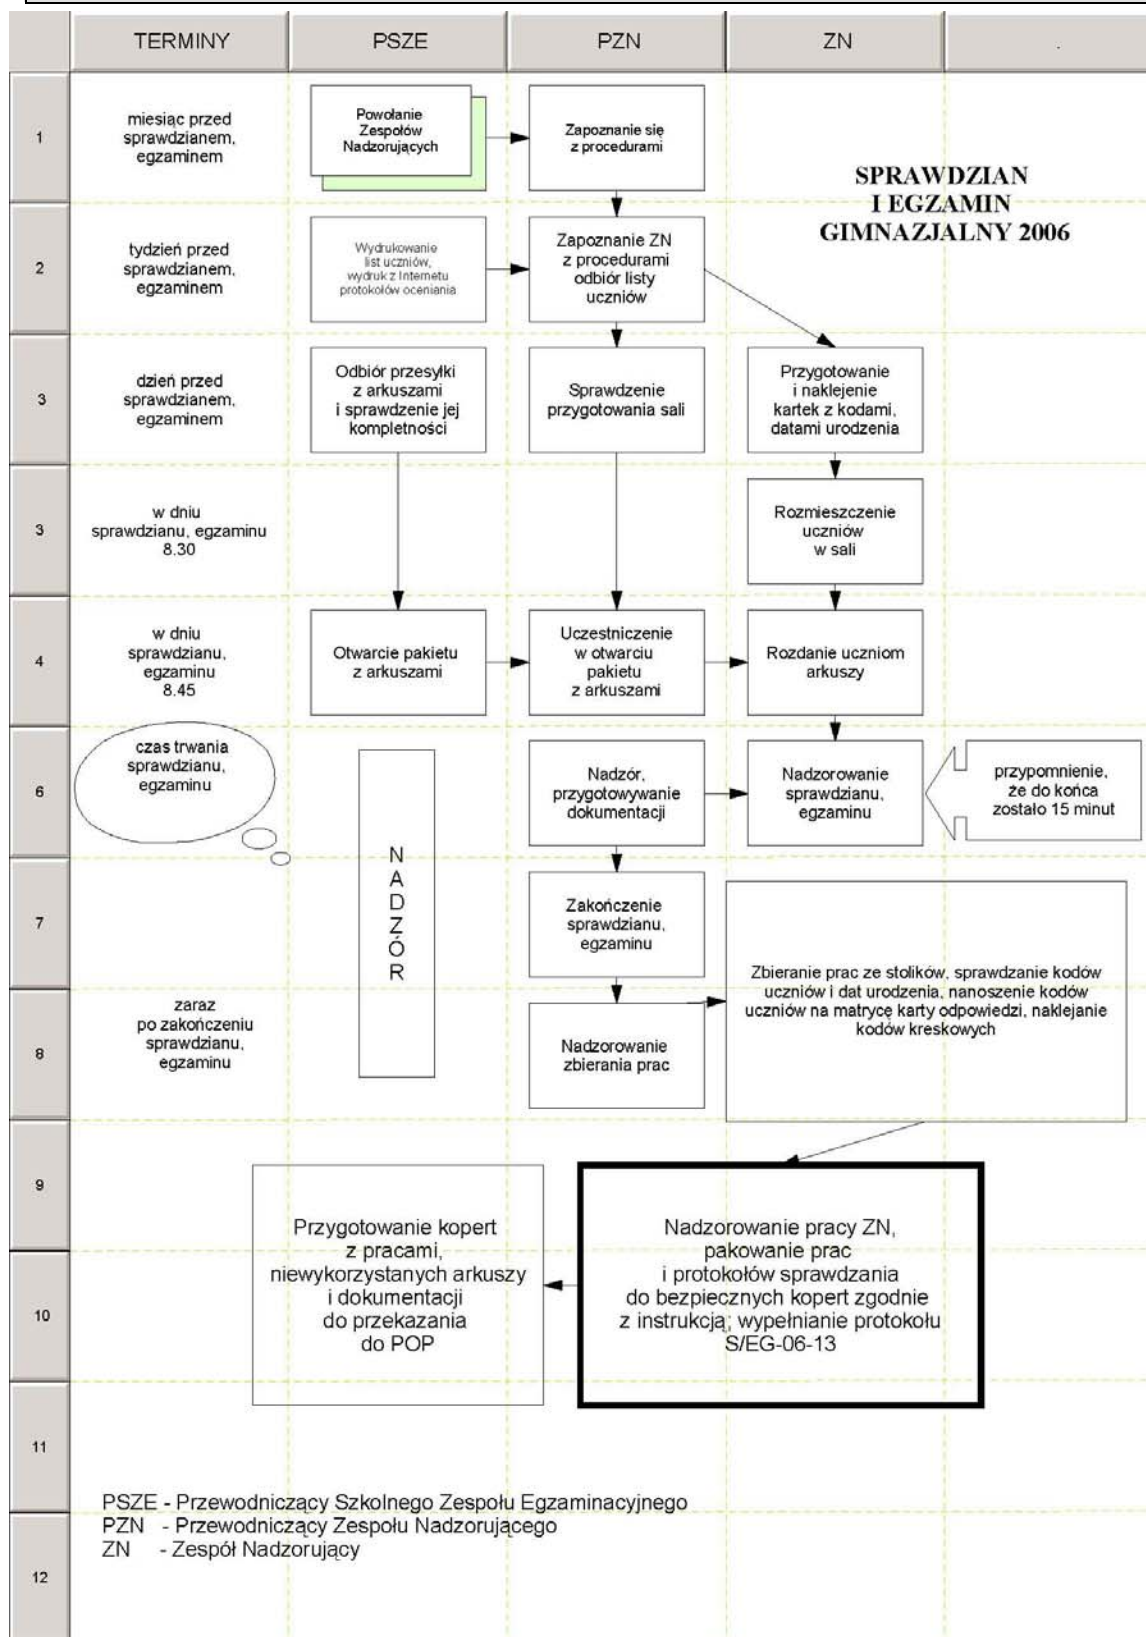 TERMINY
PSZE
PZN
ZN
.
1
miesiąc przed
sprawdzianem,
egzaminem
Powołanie
Zespołów
Nadzorujących
Zapoznanie się
z procedurami
SPRAWDZIAN
I EGZAMIN
GIMNAZJALNY 2006
2
tydzień przed
sprawdzianem,
egzaminem
Wydrukowanie
list uczniów,
wydruk z Internetu
protokołów oceniania
Zapoznanie ZN
z procedurami
odbiór listy
uczniów
3
dzień przed
sprawdzianem,
egzaminem
Odbiór przesyłki
z arkuszami
i sprawdzenie jej
kompletności
Sprawdzenie
przygotowania sali
Przygotowanie
i naklejenie
kartek z kodami,
datami urodzenia
3
w dniu
sprawdzianu, egzaminu
8.30
Rozmieszczenie
uczniów
w sali
4
w dniu
sprawdzianu,
egzaminu
8.45
Otwarcie pakietu
z arkuszami
Uczestniczenie
w otwarciu
pakietu
z arkuszami
Rozdanie uczniom
arkuszy
6
czas trwania
sprawdzianu,
egzaminu
Nadzór,
przygotowywanie
dokumentacji
Nadzorowanie
sprawdzianu,
egzaminu
przypomnienie,
że do końca
zostało 15 minut
N
A
D
Z
Ó
R
7
Zakończenie
sprawdzianu,
egzaminu
Zbieranie prac ze stolików, sprawdzanie kodów
uczniów i dat urodzenia, nanoszenie kodów
uczniów na matrycę karty odpowiedzi, naklejanie
kodów kreskowych
8
zaraz
po zakończeniu
sprawdzianu,
egzaminu
Nadzorowanie
zbierania prac
9
Przygotowanie kopert
z pracami,
niewykorzystanych arkuszy
i dokumentacji
do przekazania
do POP
Nadzorowanie pracy ZN,
pakowanie prac
i protokołów sprawdzania
do bezpiecznych kopert zgodnie
z instrukcją; wypełnianie protokołu
S/EG-06-13
10
11
PSZE - Przewodniczący Szkolnego Zespołu Egzaminacyjnego
PZN - Przewodniczący Zespołu Nadzorującego
ZN - Zespół Nadzorujący
12